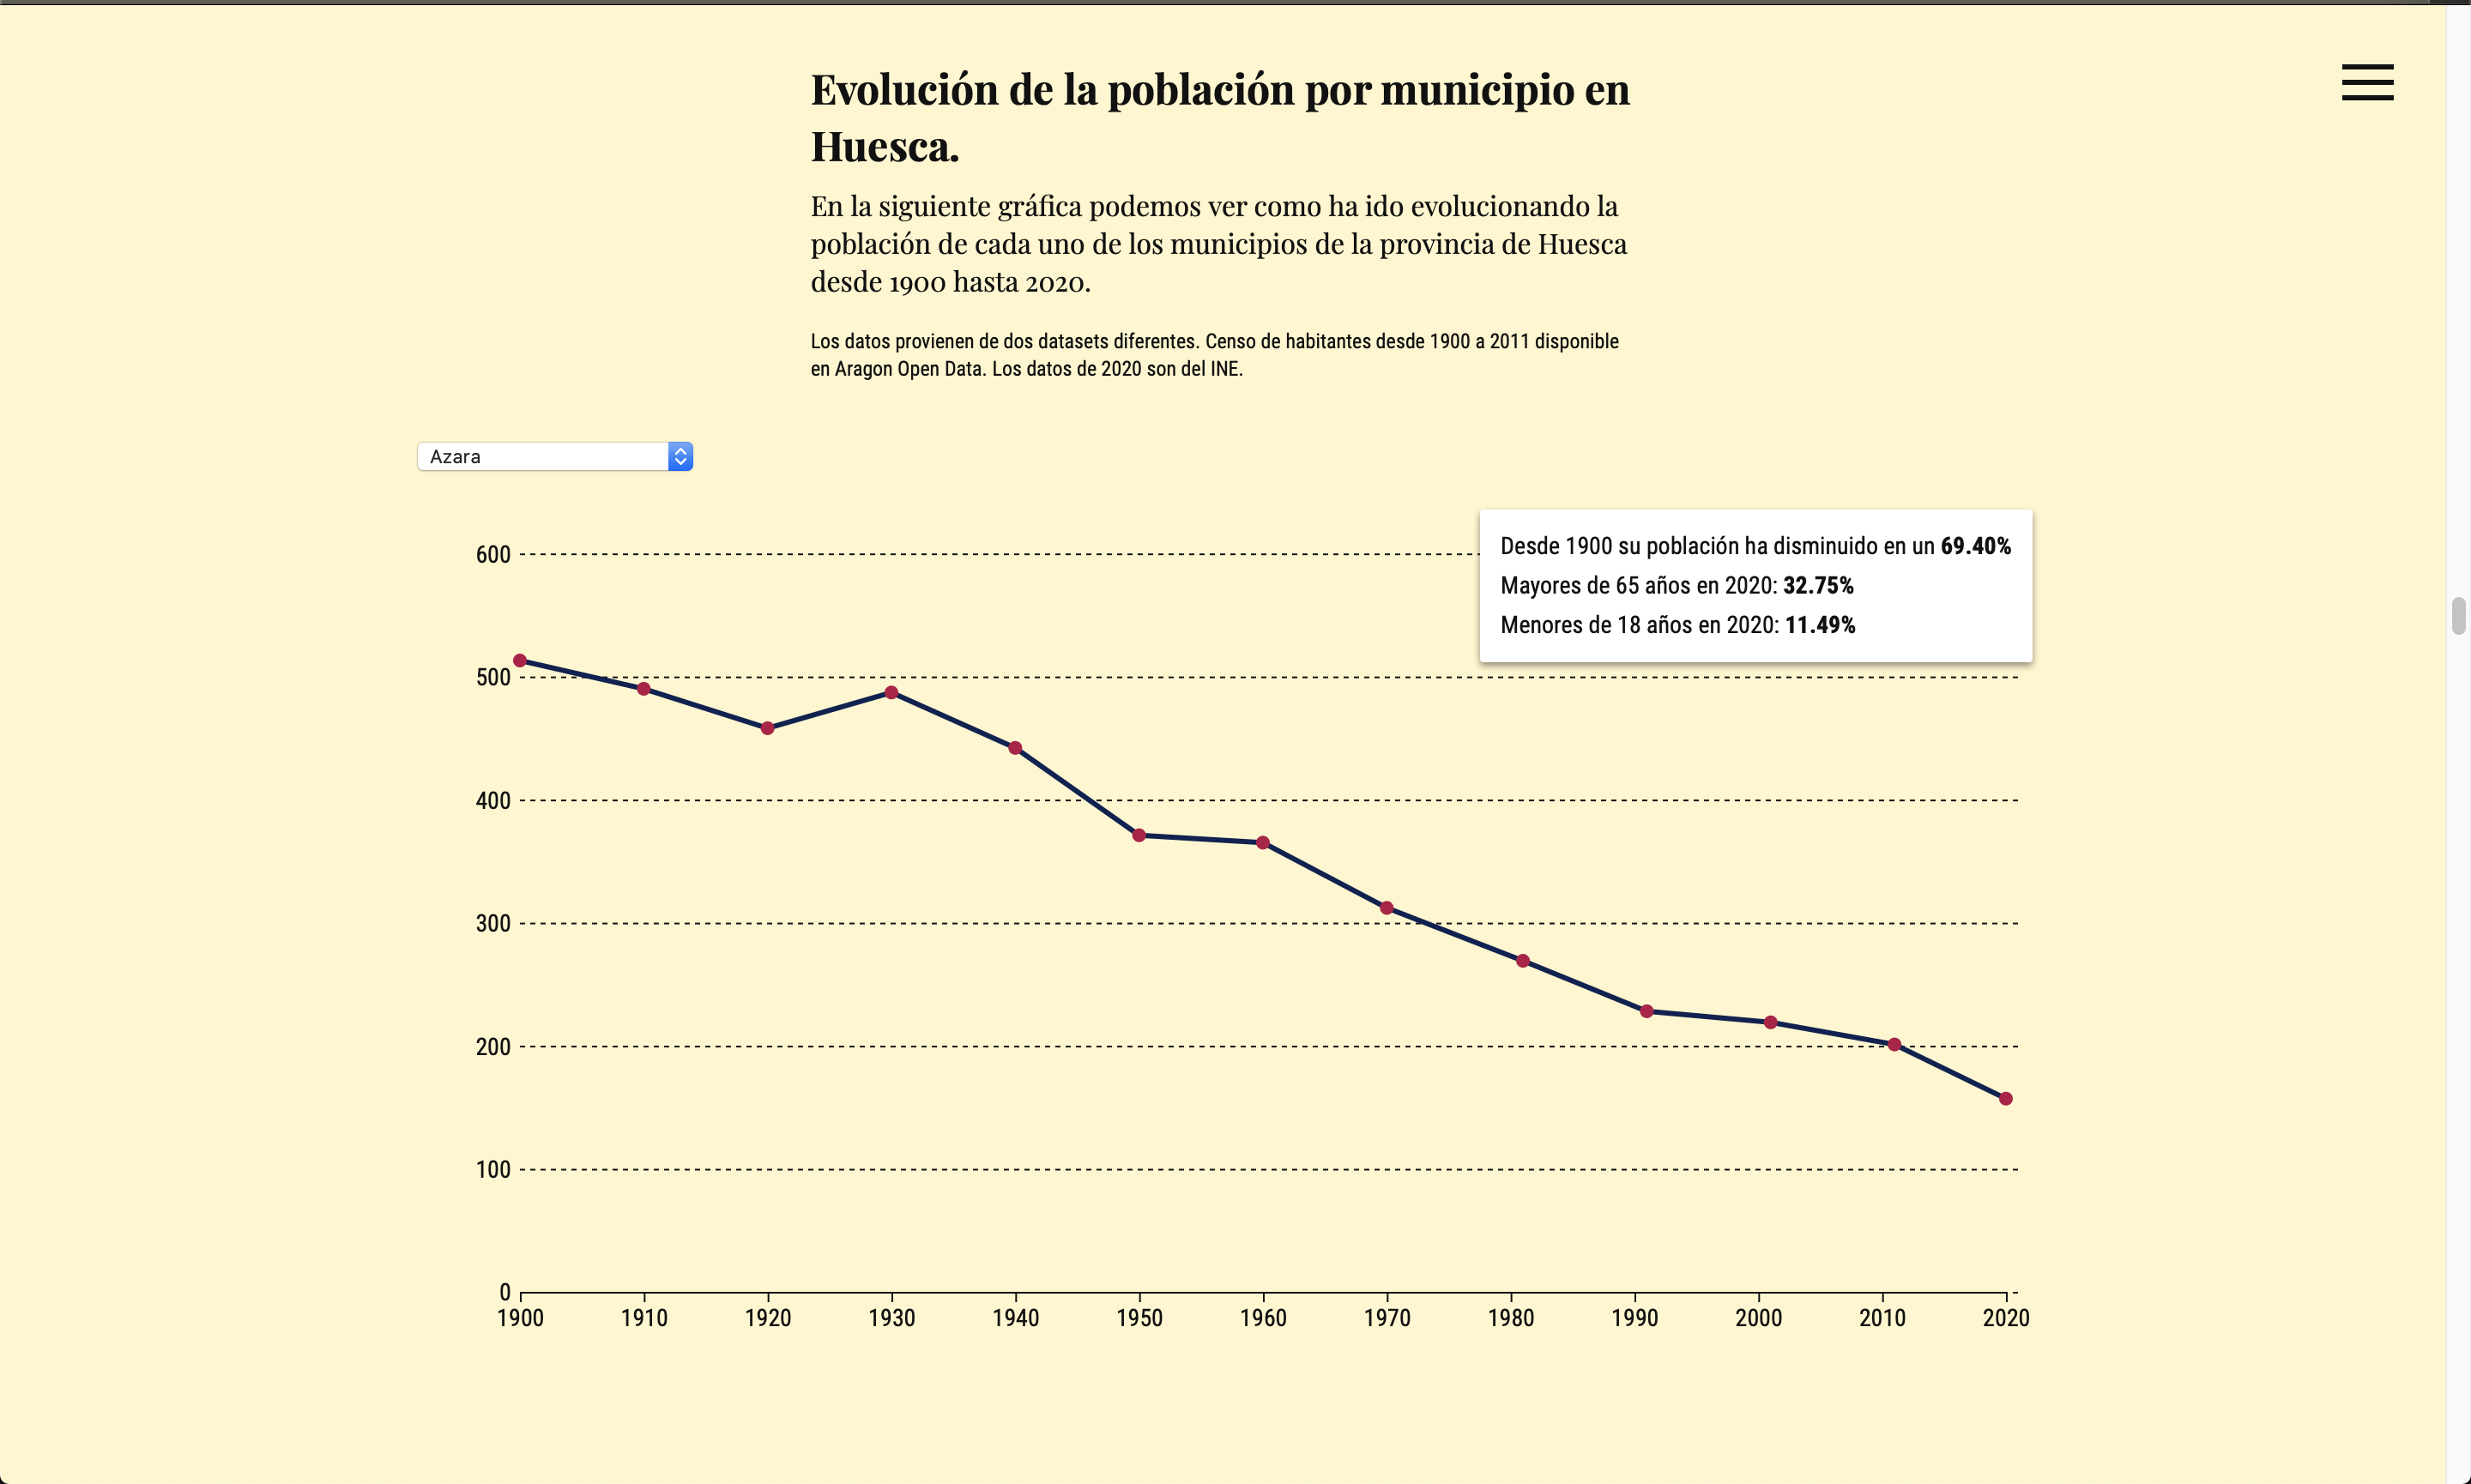 Evolución de la población por municipio en
Huesca.
En la siguiente gráfica podemos ver como ha ido evolucionando la
población de cada uno de los municipios de la provincia de Huesca
desde 1900 hasta 2020.
Los datos provienen de dos datasets diferentes. Censo de habitantes desde 1900 a 2011 disponible
en Aragon Open Data. Los datos de 2020 son del INE.
Azara
Desde 1900 su población ha disminuido en un 69.40%
Mayores de 65 años en 2020: 32.75%
Menores de 18 años en 2020: 11.49%
600
500
400
300
200
100
0
1900 1910 1920 1930 1940 1950 1960 1970 1980 1990 2000 2010 2020